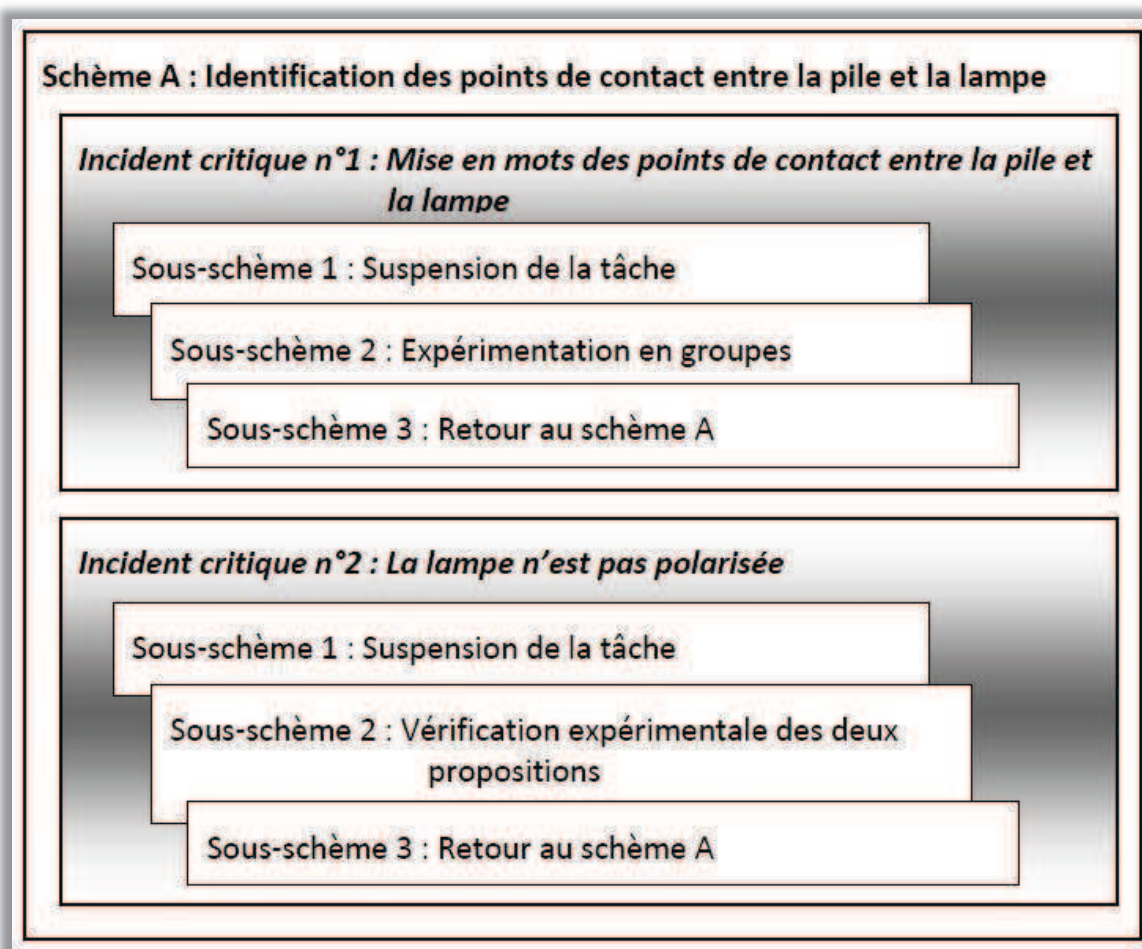 Schème A : Identification des points de contact entre la pile et la lampe
Incident critique n°1 : Mise en mots des points de contact entre la pile et
la lampe
Sous-schème 1 : Suspension de la tâche
Sous-schème 2 : Expérimentation en groupes
Sous-schème 3 : Retour au schème A
Incident critique n°2 : La lampe n’est pas polarisée
Sous-schème 1 : Suspension de la tâche
Sous-schème 2 : Vérification expérimentale des deux
propositions
Sous-schème 3 : Retour au schème A